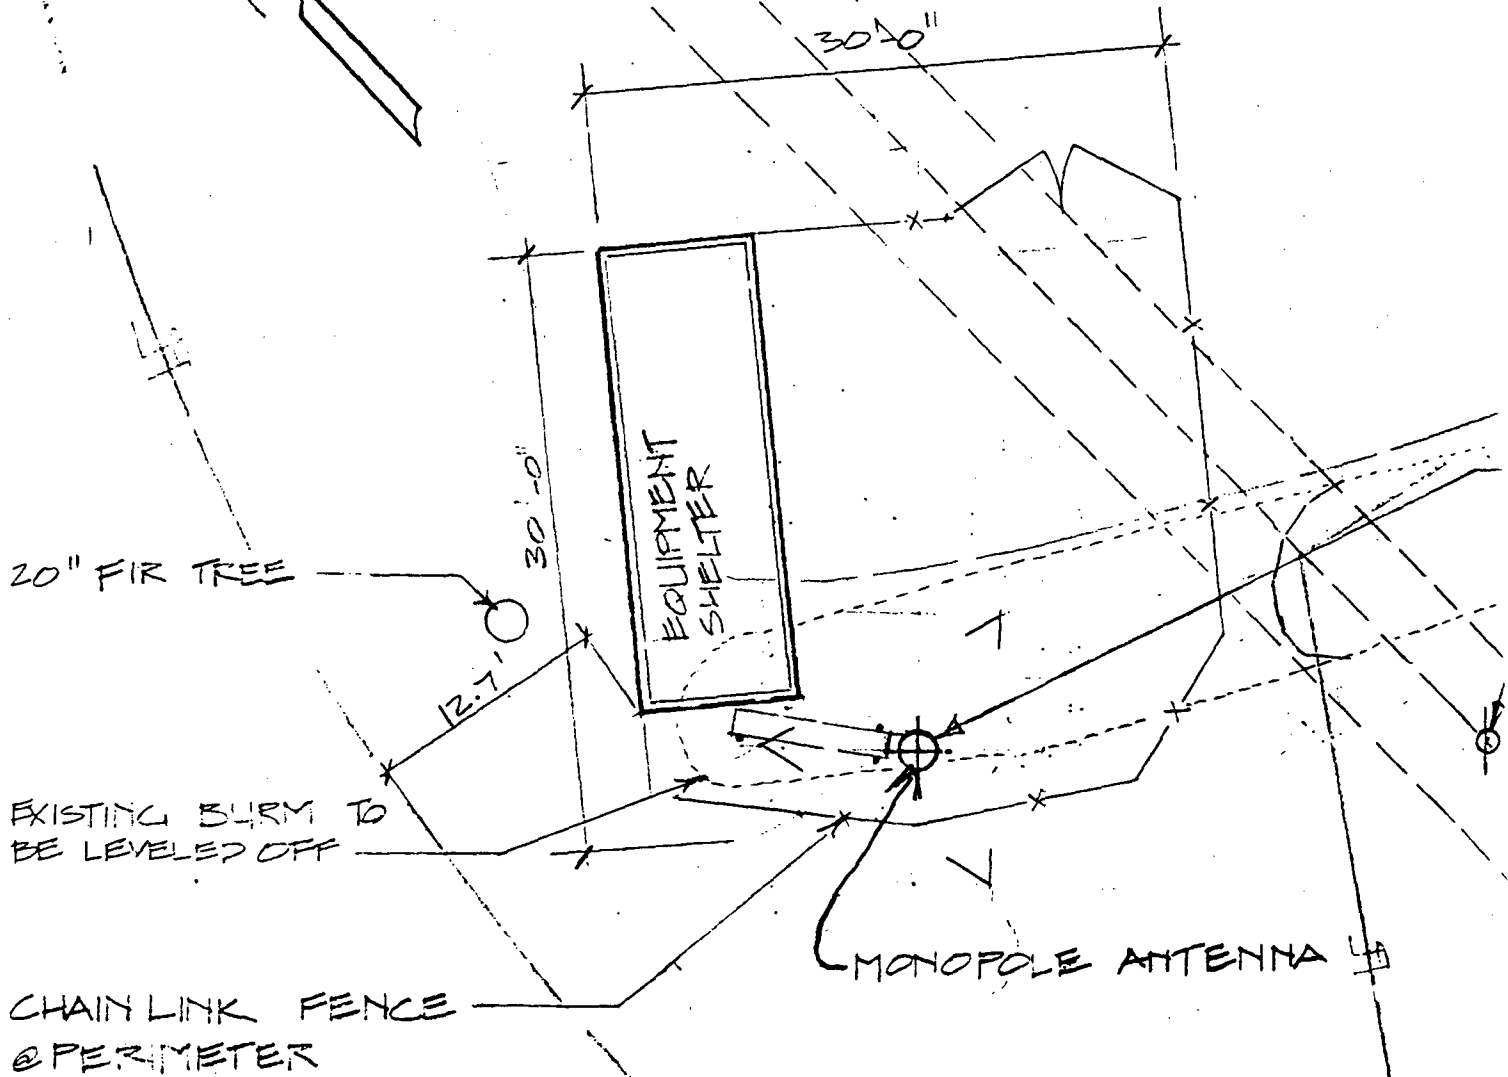 30'-0"
EQUIPMENT
SHELTER
30'-0"
20" FIR TREE
12.7'
EXISTING BURM TO
BE LEVELED OFF
MONOPOLE ANTENNA
CHAIN LINK FENCE
@ PERIMETER